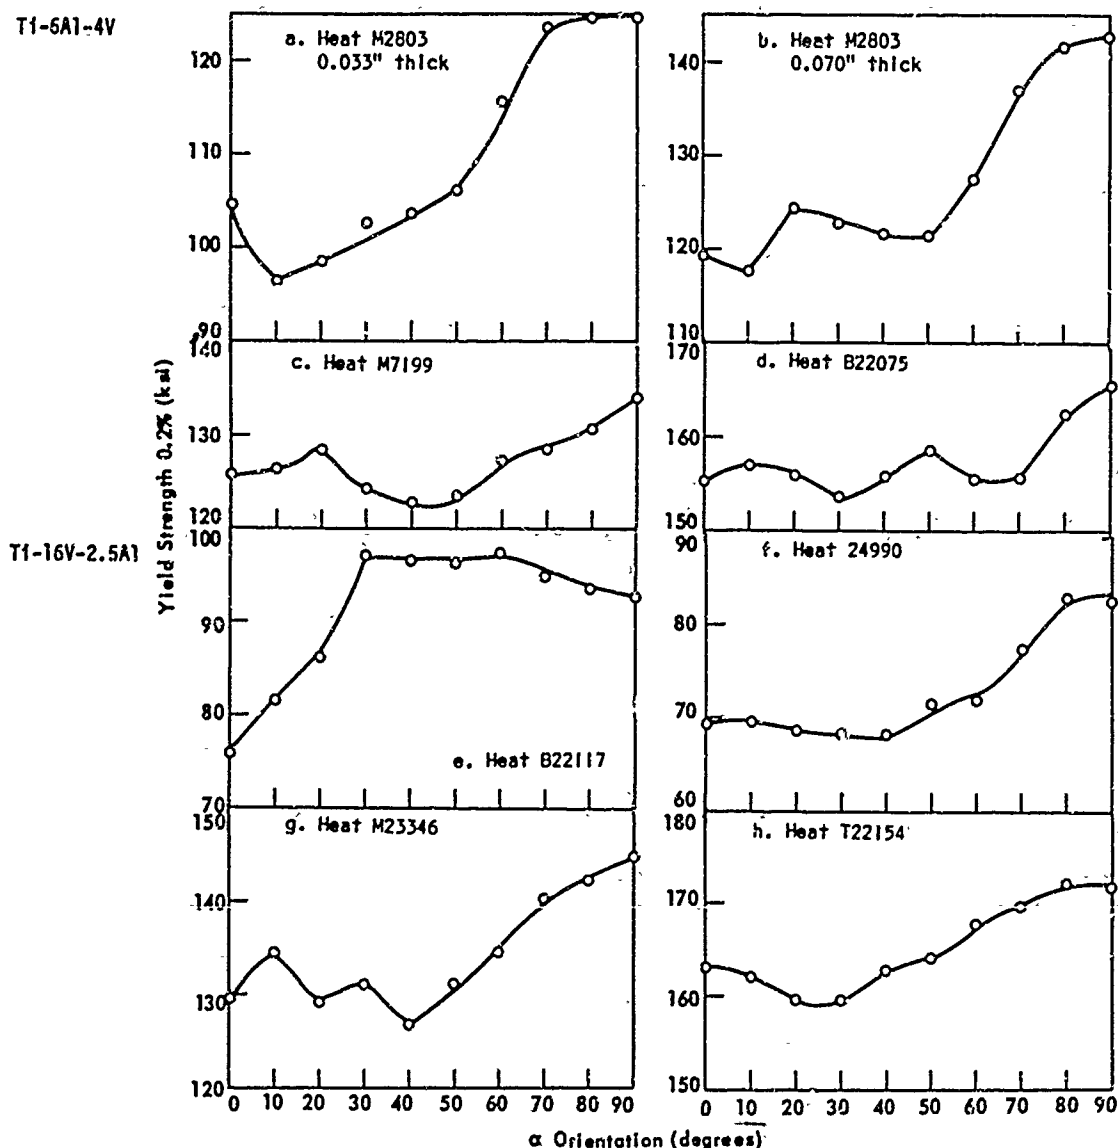 Ti-6Al-4V
a. Heat M2803
0.033" thick
120
110
100
90
b. Heat M2803
0.070" thick
140
130
120
110
c. Heat M7199
140
130
120
d. Heat B22075
170
160
150
Yield Strength 0.2% (ksi)
Ti-16V-2.5Al
100
90
80
70
e. Heat B22117
f. Heat 24990
90
80
70
60
g. Heat M23346
150
140
130
120
h. Heat T22154
180
170
160
150
0 10 20 30 40 50 60 70 80 90
0 10 20 30 40 50 60 70 80 90
α Orientation (degrees)